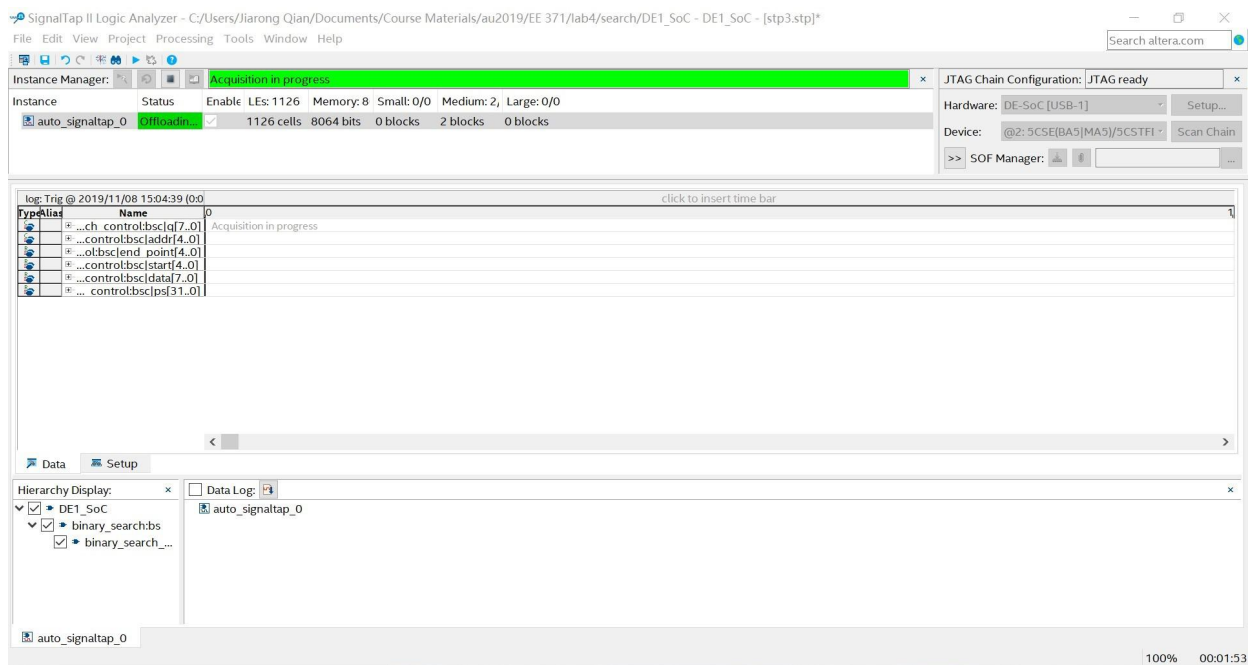 SignalTap II Logic Analyzer - C:/Users/Jiarong Qian/Documents/Course Materials/au2019/EE 371/lab4/search/DE1_SoC - DE1_SoC - [stp3.stp]*
File Edit View Project Processing Tools Window Help
Search altera.com
Instance Manager: Acquisition in progress
Instance Status Enable LEs: 1126 Memory: 8 Small: 0/0 Medium: 2, Large: 0/0
auto_signaltap_0 Offloadin... 1126 cells 8064 bits 0 blocks 2 blocks 0 blocks
JTAG Chain Configuration: JTAG ready
Hardware: DE-SoC [USB-1] Setup...
Device: @2: 5CSE(BA5|MA5)/5CSTFI Scan Chain
>> SOF Manager: ...
log: Trig @ 2019/11/08 15:04:39 (0:0 click to insert time bar
Type Alias Name 0 1
...ch_control:bsc|q[7..0] Acquisition in progress
...control:bsc|addr[4..0]
...ol:bsc|end_point[4..0]
...control:bsc|start[4..0]
...control:bsc|data[7..0]
..._control:bsc|ps[31..0]
Data Setup
Hierarchy Display:
DE1_SoC
binary_search:bs
binary_search_...
Data Log:
auto_signaltap_0
auto_signaltap_0
100% 00:01:53